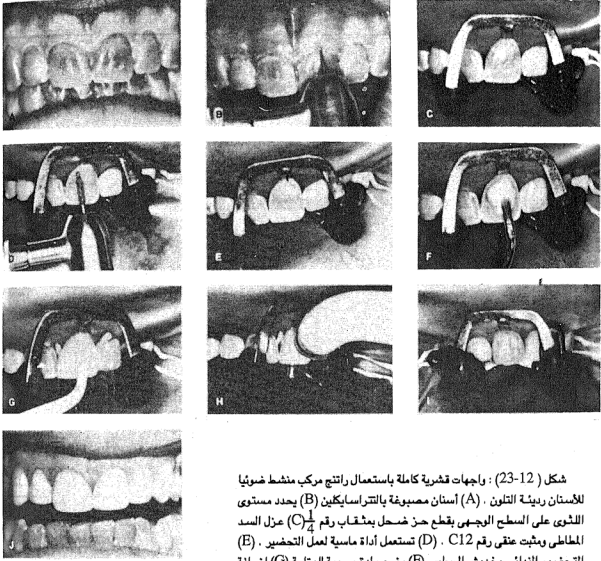 A
B
C
D
E
F
G
H
I
J
شكل ( 12-23) : واجهات قشرية كاملة باستعمال راتنج مركب منشط ضوئيا
للأسنان رديئة التلون . (A) أسنان مصبوغة بالتتراسايكلين (B) يحدد مستوى
اللثوى على السطح الوجهى بقطع حز ضحل بمثقاب رقم 1/4 (C) عزل السد
المطاطى ومثبت عنقى رقم C12 . (D) تستعمل أداة ماسية لعمل التحضير . (E)